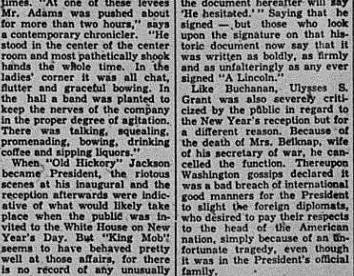 times. "At one of these levees
Mr. Adams was pushed about
for more than two hours," says
a contemporary chronicler. "He
stood in the center of the center
room and most pathetically shook
hands the whole time. In the
ladies' corner it was all chat,
flutter and graceful bowing. In
the hall a band was planted to
keep the nerves of the company
in the proper degree of agitation.
There was talking, squealing,
promenading, bowing, drinking
coffee and sipping liquors."
When "Old Hickory" Jackson
became President, the riotous
scenes at his inaugural and the
reception afterwards were indic-
ative of what would likely take
place when the public was in-
vited to the White House on New
Year's Day. But "King Mob"
seems to have behaved pretty
well at those affairs, for there
is no record of any unusually
the document hereafter will say
'He hesitated.'" Saying that he
signed—but those who look
upon the signature on that his-
toric document now say that it
was written as boldly, as firmly
and as unfalteringly as any ever
signed "A Lincoln."
Like Buchanan, Ulysses S.
Grant was also severely criti-
cized by the public in regard to
the New Year's reception but for
a different reason. Because of
the death of Mrs. Belknap, wife
of his secretary of war, he can-
celled the function. Thereupon
Washington gossips declared it
was a bad breach of international
good manners for the President
to slight the foreign diplomats,
who desired to pay their respects
to the head of the American
nation, simply because of an un-
fortunate tragedy, even though
it was in the President's official
family.